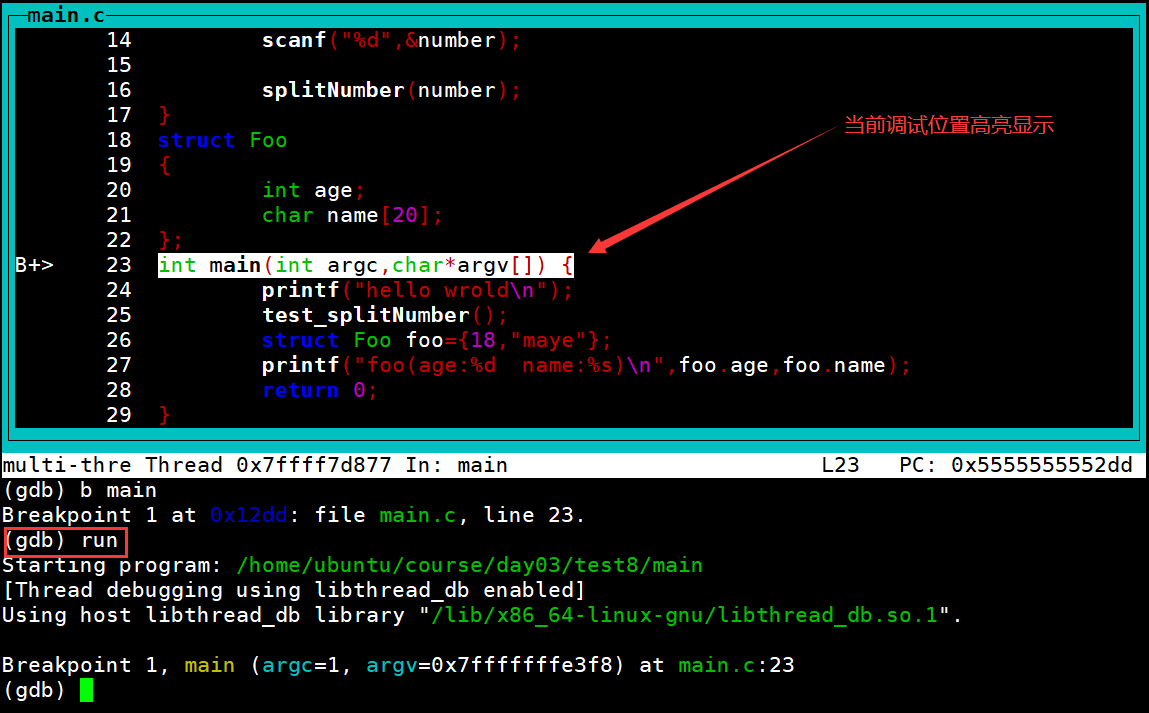 main.c
14 scanf("%d",&number);
15
16 splitNumber(number);
17 }
18 struct Foo
当前调试位置高亮显示
19 {
20 int age;
21 char name[20];
22 };
B+> 23 int main(int argc,char*argv[]) {
24 printf("hello wrold\n");
25 test_splitNumber();
26 struct Foo foo={18,"maye"};
27 printf("foo(age:%d  name:%s)\n",foo.age,foo.name);
28 return 0;
29 }
multi-thre Thread 0x7ffff7d877 In: main L23 PC: 0x5555555552dd
(gdb) b main
Breakpoint 1 at 0x12dd: file main.c, line 23.
(gdb) run
Starting program: /home/ubuntu/course/day03/test8/main
[Thread debugging using libthread_db enabled]
Using host libthread_db library "/lib/x86_64-linux-gnu/libthread_db.so.1".
Breakpoint 1, main (argc=1, argv=0x7fffffffe3f8) at main.c:23
(gdb)